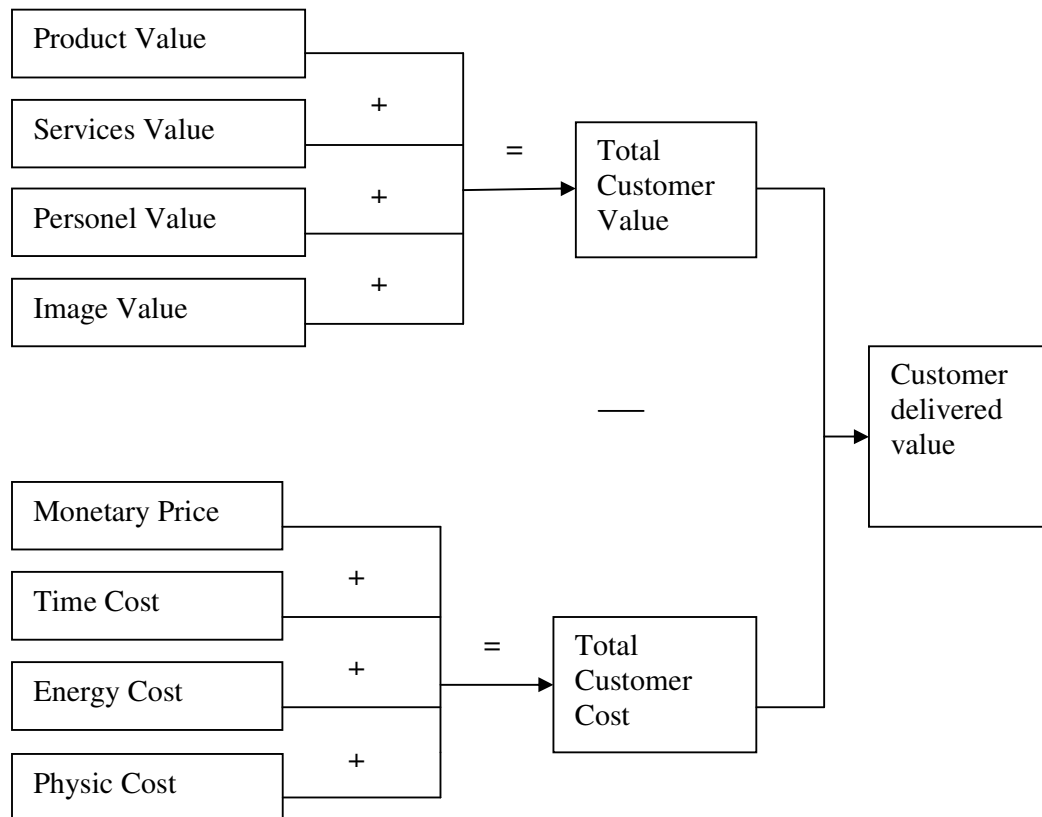 Product Value
+
Services Value
+
Personel Value
+
Image Value
=
Total
Customer
Value
Customer
delivered
value
Monetary Price
+
Time Cost
+
Energy Cost
+
Physic Cost
=
Total
Customer
Cost